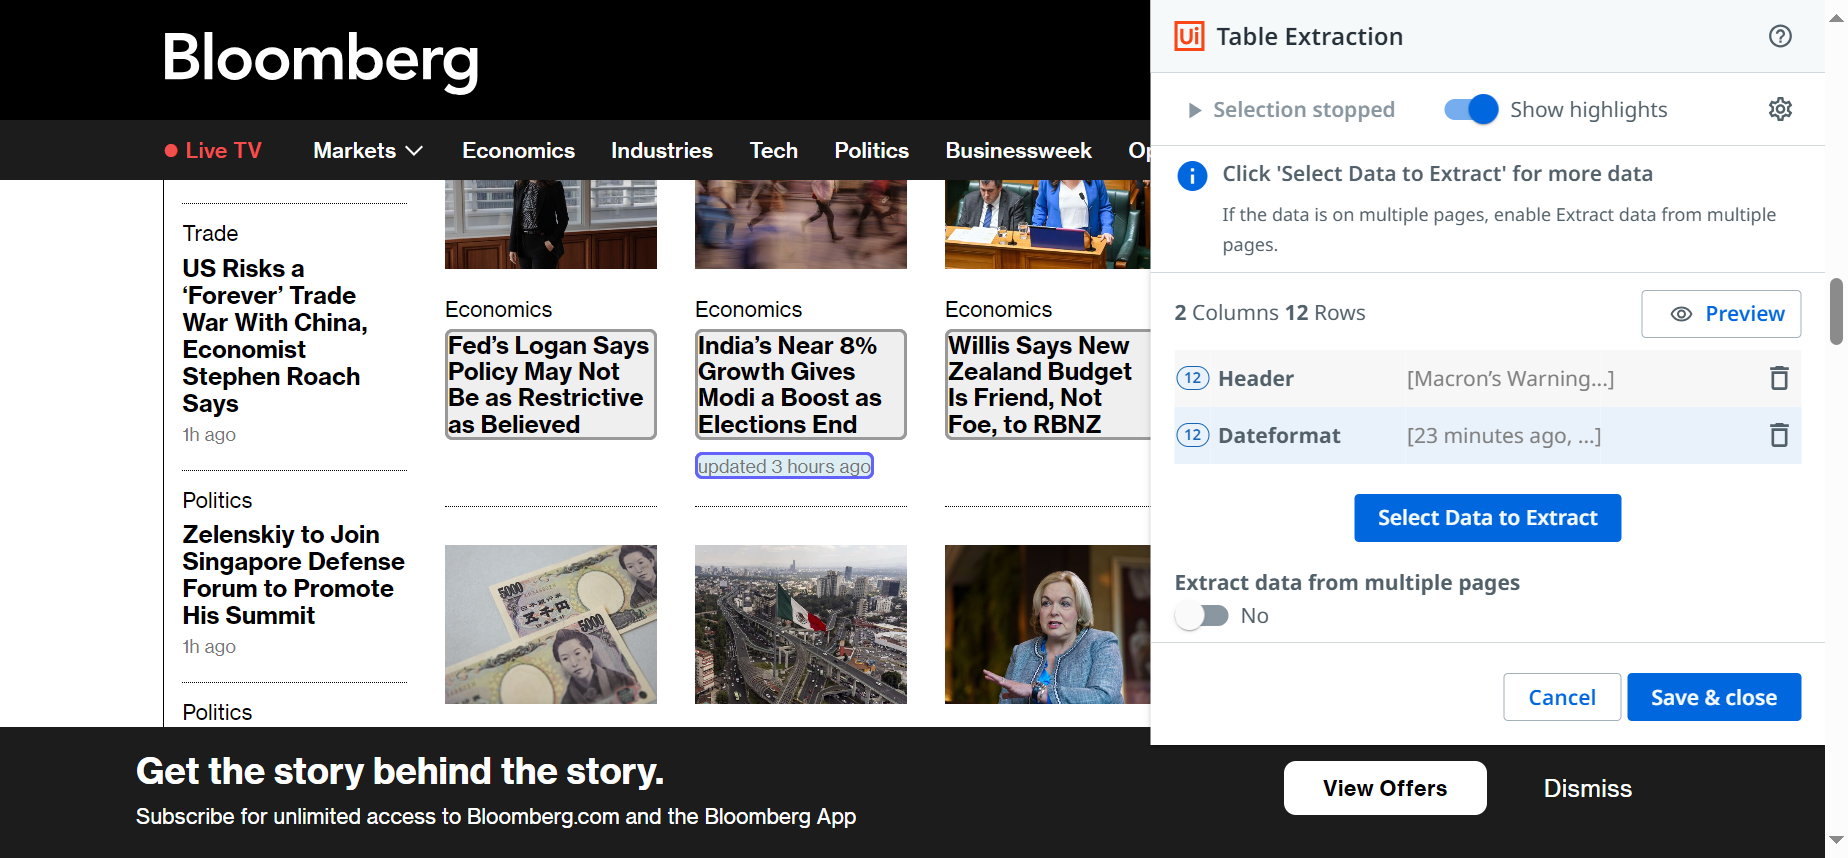 Bloomberg
Live TV
Markets
Economics
Industries
Tech
Politics
Businessweek
Trade
US Risks a
‘Forever’ Trade
War With China,
Economist
Stephen Roach
Says
1h ago
Politics
Zelenskiy to Join
Singapore Defense
Forum to Promote
His Summit
1h ago
Politics
Economics
Fed’s Logan Says
Policy May Not
Be as Restrictive
as Believed
Economics
India’s Near 8%
Growth Gives
Modi a Boost as
Elections End
updated 3 hours ago
Economics
Willis Says New
Zealand Budget
Is Friend, Not
Foe, to RBNZ
5000
5000
Ui Table Extraction
Selection stopped
Show highlights
Click 'Select Data to Extract' for more data
If the data is on multiple pages, enable Extract data from multiple
pages.
2 Columns 12 Rows
Preview
12 Header [Macron’s Warning...]
12 Dateformat [23 minutes ago, ...]
Select Data to Extract
Extract data from multiple pages
No
Cancel
Save & close
Get the story behind the story.
Subscribe for unlimited access to Bloomberg.com and the Bloomberg App
View Offers
Dismiss